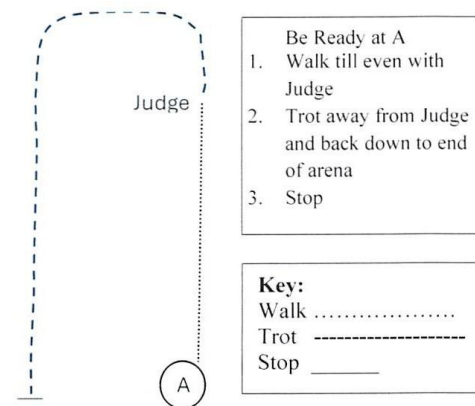 Judge
A
Be Ready at A
1. Walk till even with
Judge
2. Trot away from Judge
and back down to end
of arena
3. Stop
Key:
Walk ...................
Trot --------------------
Stop _______